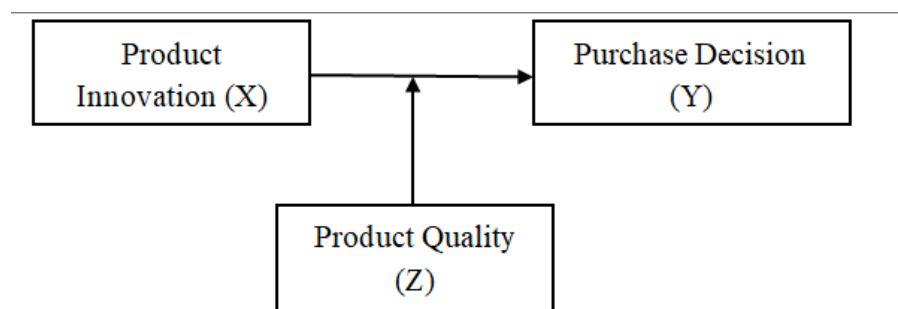 Product
Innovation (X)
Purchase Decision
(Y)
Product Quality
(Z)